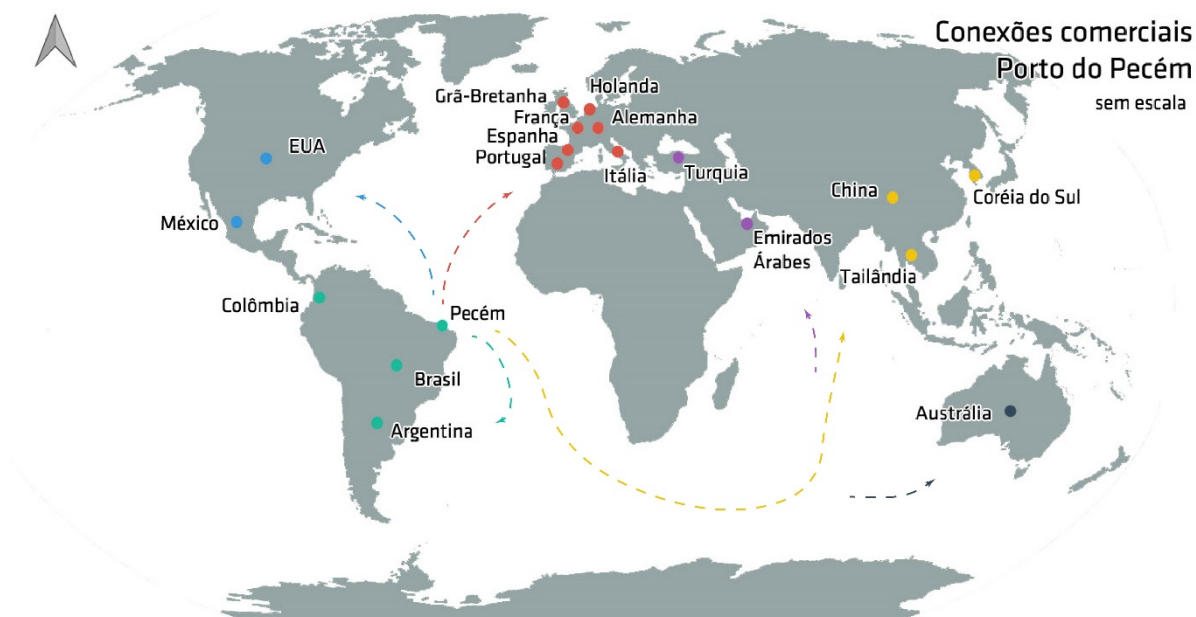 Conexões comerciais
Porto do Pecém
sem escala
Grã-Bretanha
Holanda
França
Alemanha
Espanha
Portugal
Itália
Turquia
EUA
México
China
Coréia do Sul
Emirados
Árabes
Tailândia
Colômbia
Pecém
Brasil
Argentina
Austrália